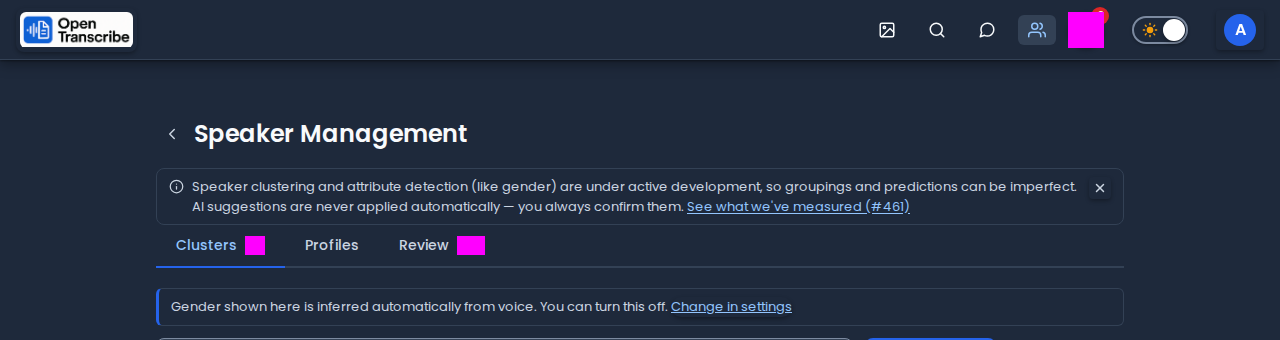 Open
Transcribe
A
Speaker Management
Speaker clustering and attribute detection (like gender) are under active development, so groupings and predictions can be imperfect.
AI suggestions are never applied automatically — you always confirm them. See what we've measured (#461)
Clusters
Profiles
Review
Gender shown here is inferred automatically from voice. You can turn this off. Change in settings